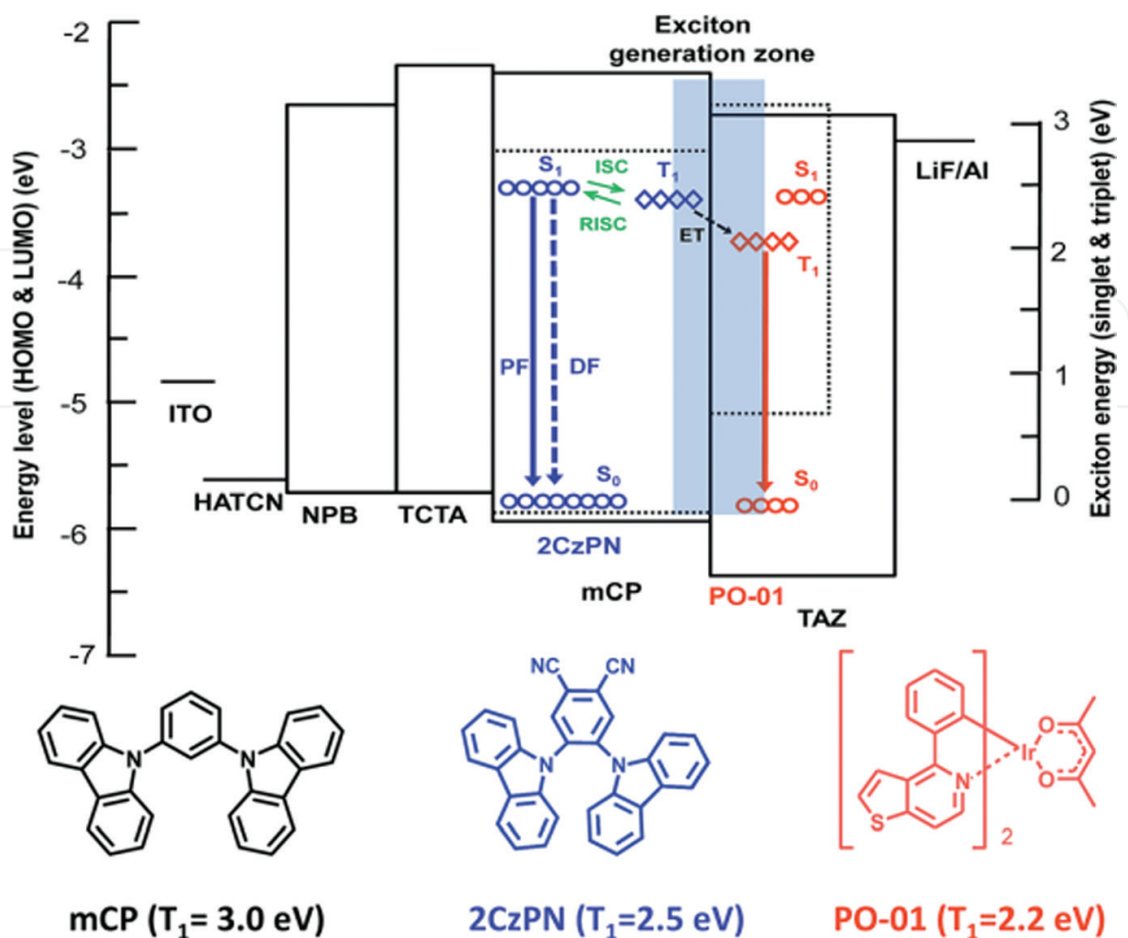 Exciton
generation zone
Energy level (HOMO & LUMO) (eV)
-2
-3
-4
-5
-6
-7
ITO
HATCN
NPB
TCTA
S1
ISC
RISC
T1
ET
PF
DF
S0
2CzPN
mCP
S1
T1
S0
PO-01
TAZ
LiF/Al
3
2
1
0
Exciton energy (singlet & triplet) (eV)
N
N
NC
CN
N
N
S
N
Ir
O
O
2
mCP (T1= 3.0 eV)
2CzPN (T1=2.5 eV)
PO-01 (T1=2.2 eV)